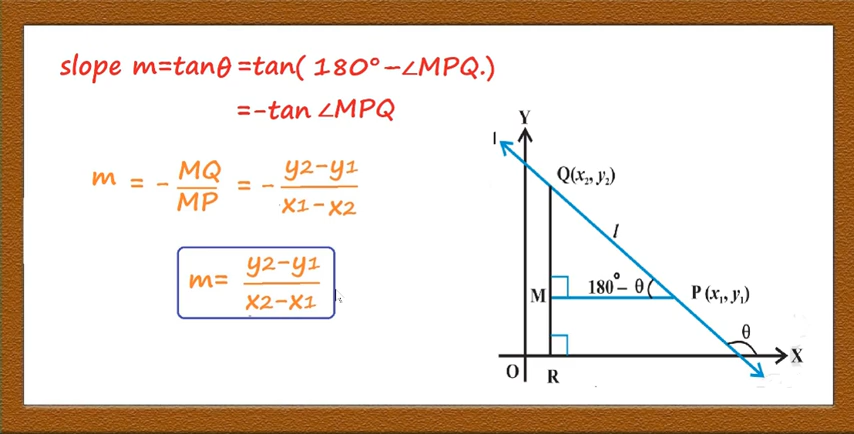 slope m=tanθ =tan( 180° −∠MPQ.)
=-tan ∠MPQ
m = - MQ/MP = - y2-y1/x1-x2
m= y2-y1/x2-x1
Y
l
Q(x₂, y₂)
l
M
180° − θ
P (x₁, y₁)
θ
X
O
R